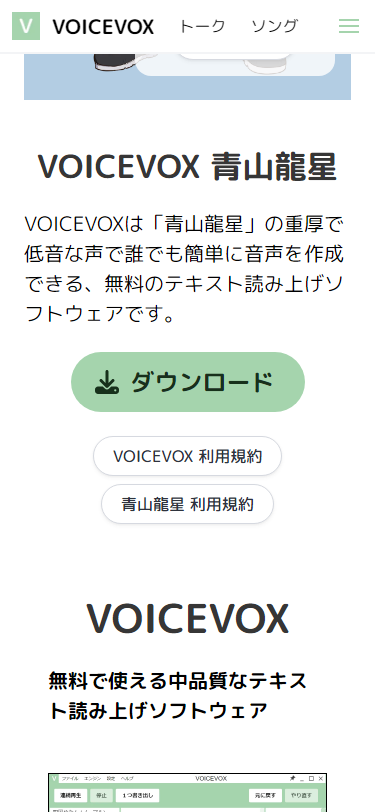 V VOICEVOX トーク ソング
VOICEVOX 青山龍星
VOICEVOXは「青山龍星」の重厚で
低音な声で誰でも簡単に音声を作成
できる、無料のテキスト読み上げソ
フトウェアです。
ダウンロード
VOICEVOX 利用規約
青山龍星 利用規約
VOICEVOX
無料で使える中品質なテキス
ト読み上げソフトウェア
V ファイル エンジン 設定 ヘルプ VOICEVOX
連続再生 停止 1つ書き出し 元に戻す やり直す